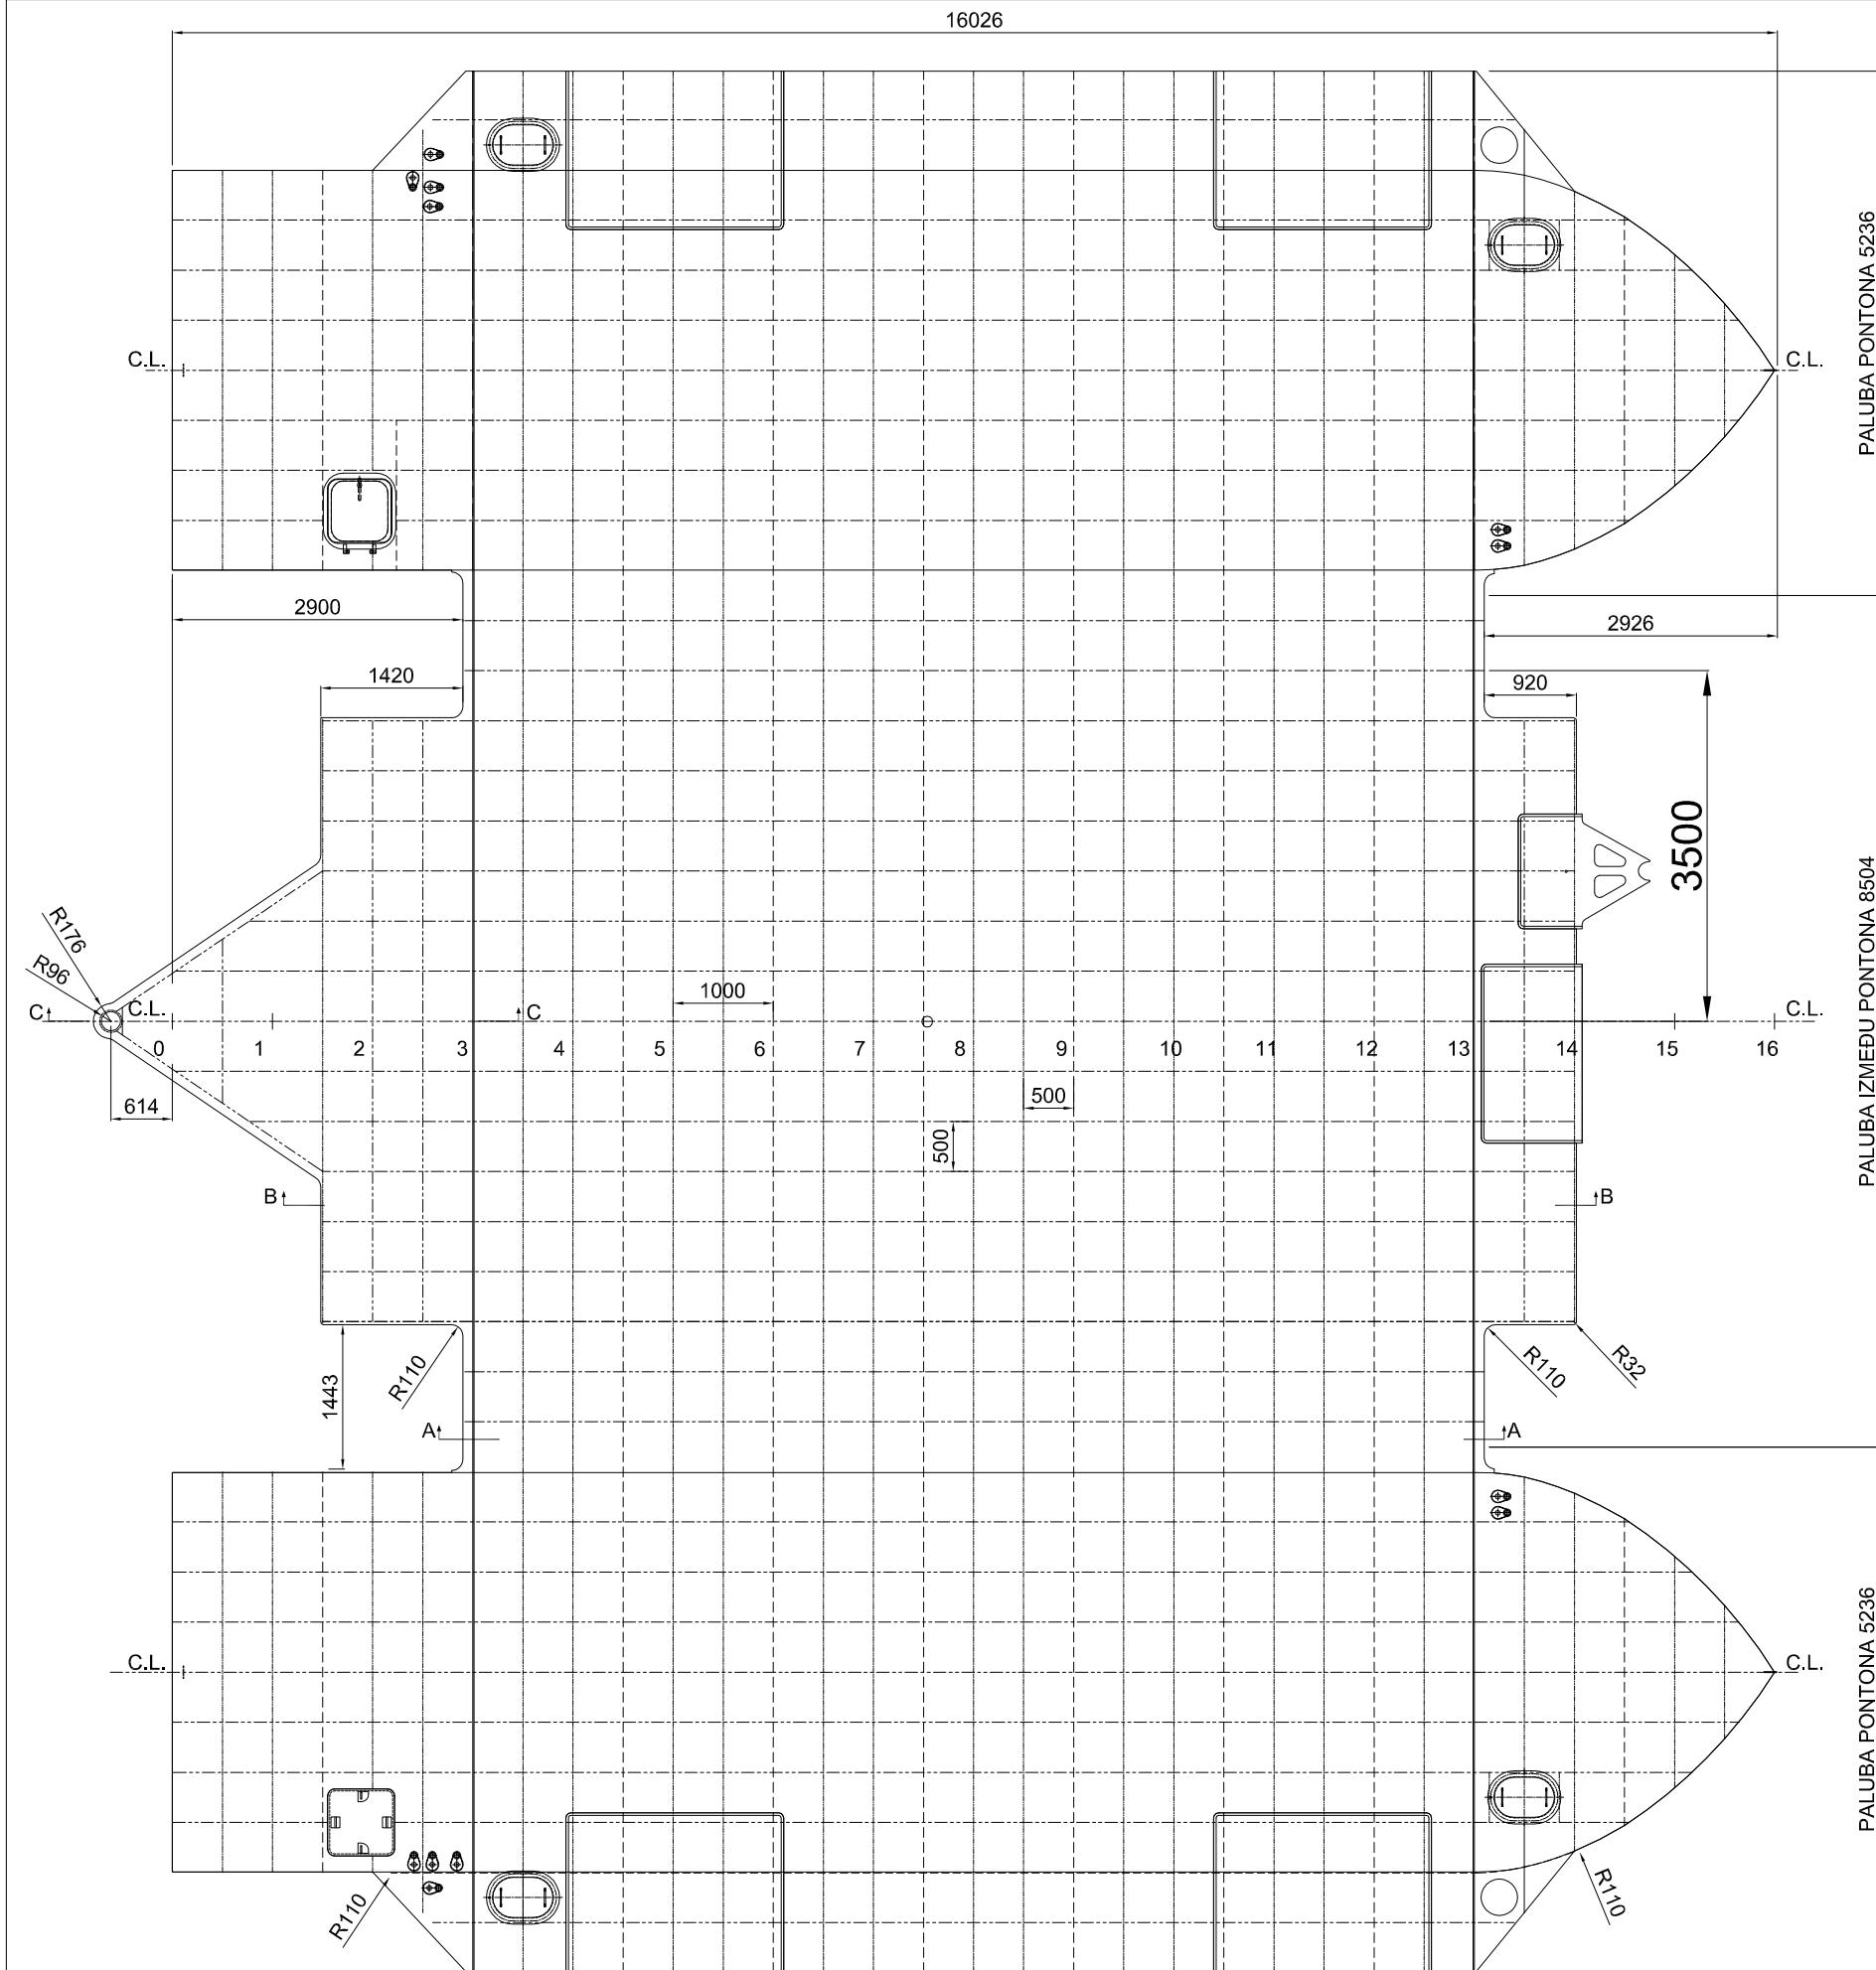 16026
PALUBA PONTONA 5236
C.L.
C.L.
2900
2926
1420
920
3500
PALUBA IZMEĐU PONTONA 8504
R176
R96
C
C.L.
C
1000
C.L.
0 1 2 3 4 5 6 7 8 9 10 11 12 13 14 15 16
614
500
500
B
B
1443
R110
R110
R32
A
A
C.L.
C.L.
PALUBA PONTONA 5236
R110
R110